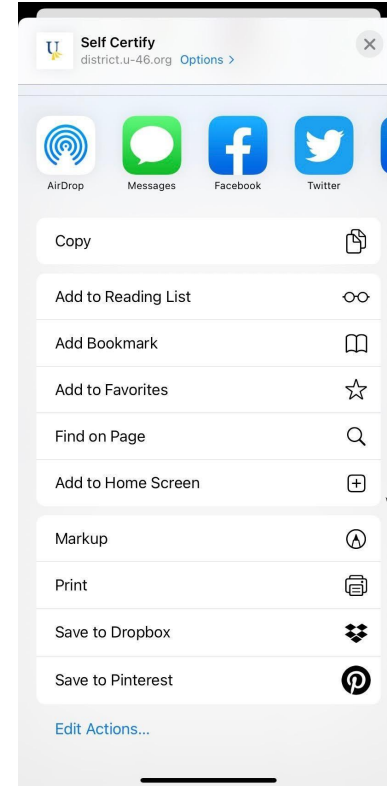 Self Certify
district.u-46.org Options >
AirDrop Messages Facebook Twitter
Copy
Add to Reading List
Add Bookmark
Add to Favorites
Find on Page
Add to Home Screen
Markup
Print
Save to Dropbox
Save to Pinterest
Edit Actions...